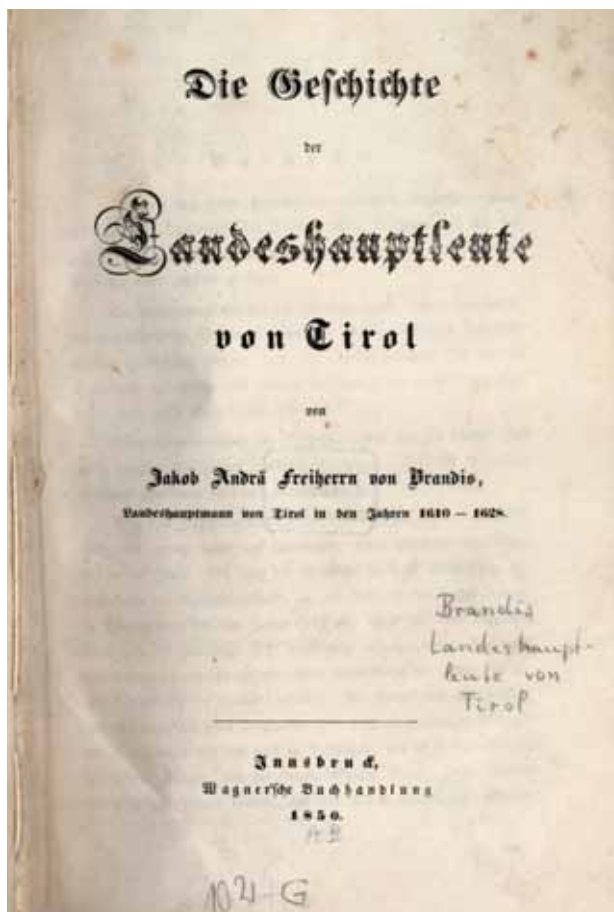 Die Geschichte
der
Landeshauptleute
von Tirol
von
Jakob Andrä Freiherrn von Brandis,
Landeshauptmann von Tirol in den Jahren 1610 — 1628.
Brandis
Landeshaupt-
leute von
Tirol
Innsbruck,
Wagner'sche Buchhandlung
1850.